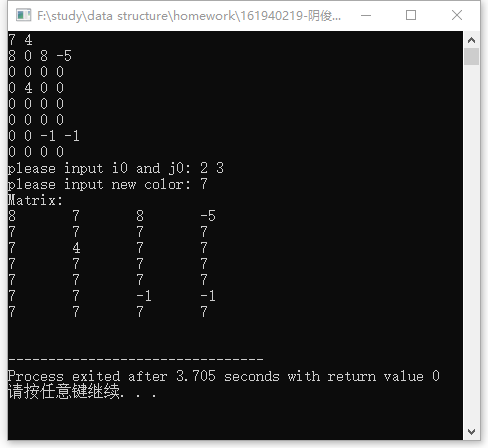 F:\study\data structure\homework\161940219-阴俊...
7 4
8 0 8 -5
0 0 0 0
0 4 0 0
0 0 0 0
0 0 0 0
0 0 -1 -1
0 0 0 0
please input i0 and j0: 2 3
please input new color: 7
Matrix:
8 7 8 -5
7 7 7 7
7 4 7 7
7 7 7 7
7 7 7 7
7 7 -1 -1
7 7 7 7
--------------------------------
Process exited after 3.705 seconds with return value 0
请按任意键继续. . .